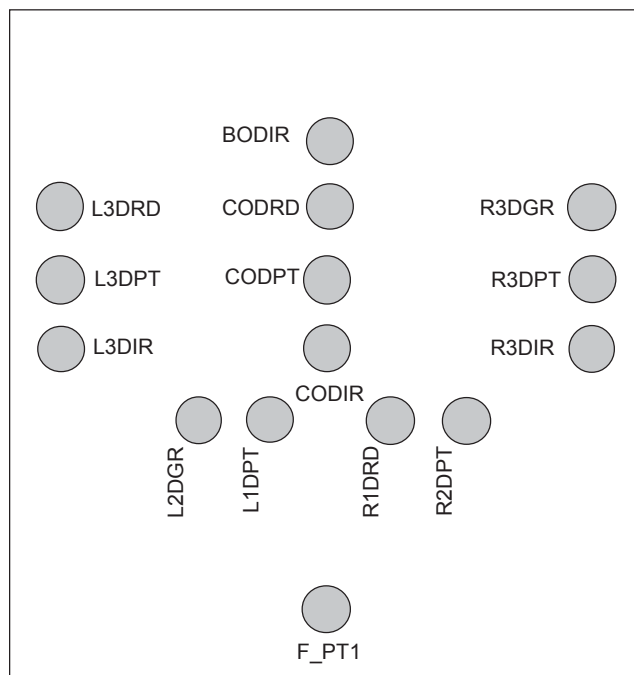 BODIR
L3DRD
CODRD
R3DGR
L3DPT
CODPT
R3DPT
L3DIR
R3DIR
CODIR
L2DGR
L1DPT
R1DRD
R2DPT
F_PT1